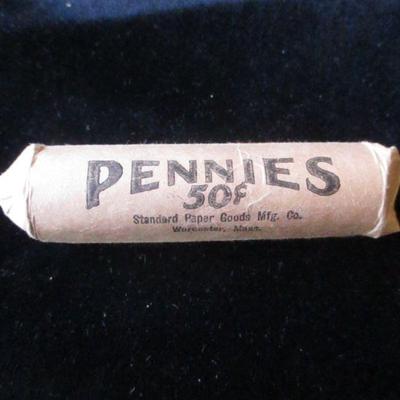 PENNIES
50¢
Standard Paper Goods Mfg. Co.
Worcester, Mass.